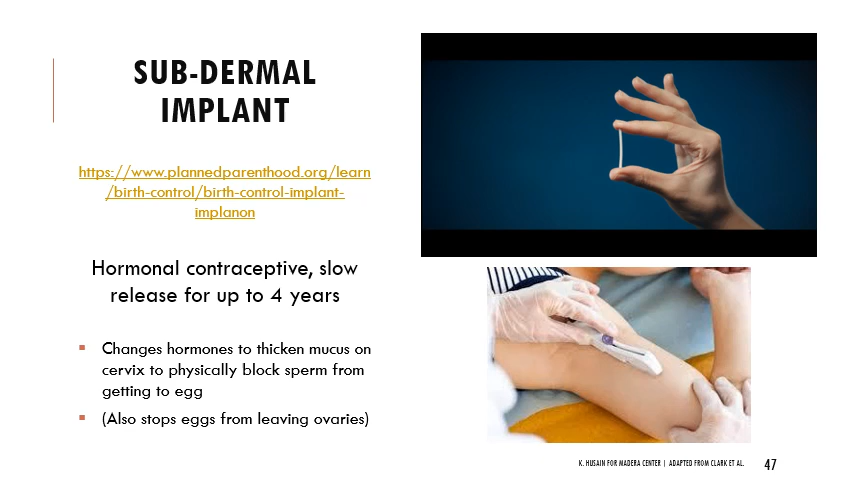 SUB-DERMAL
IMPLANT
https://www.plannedparenthood.org/learn
/birth-control/birth-control-implant-
implanon
Hormonal contraceptive, slow
release for up to 4 years
Changes hormones to thicken mucus on
cervix to physically block sperm from
getting to egg
(Also stops eggs from leaving ovaries)
K. HUSAIN FOR MADERA CENTER | ADAPTED FROM CLARK ET AL.
47